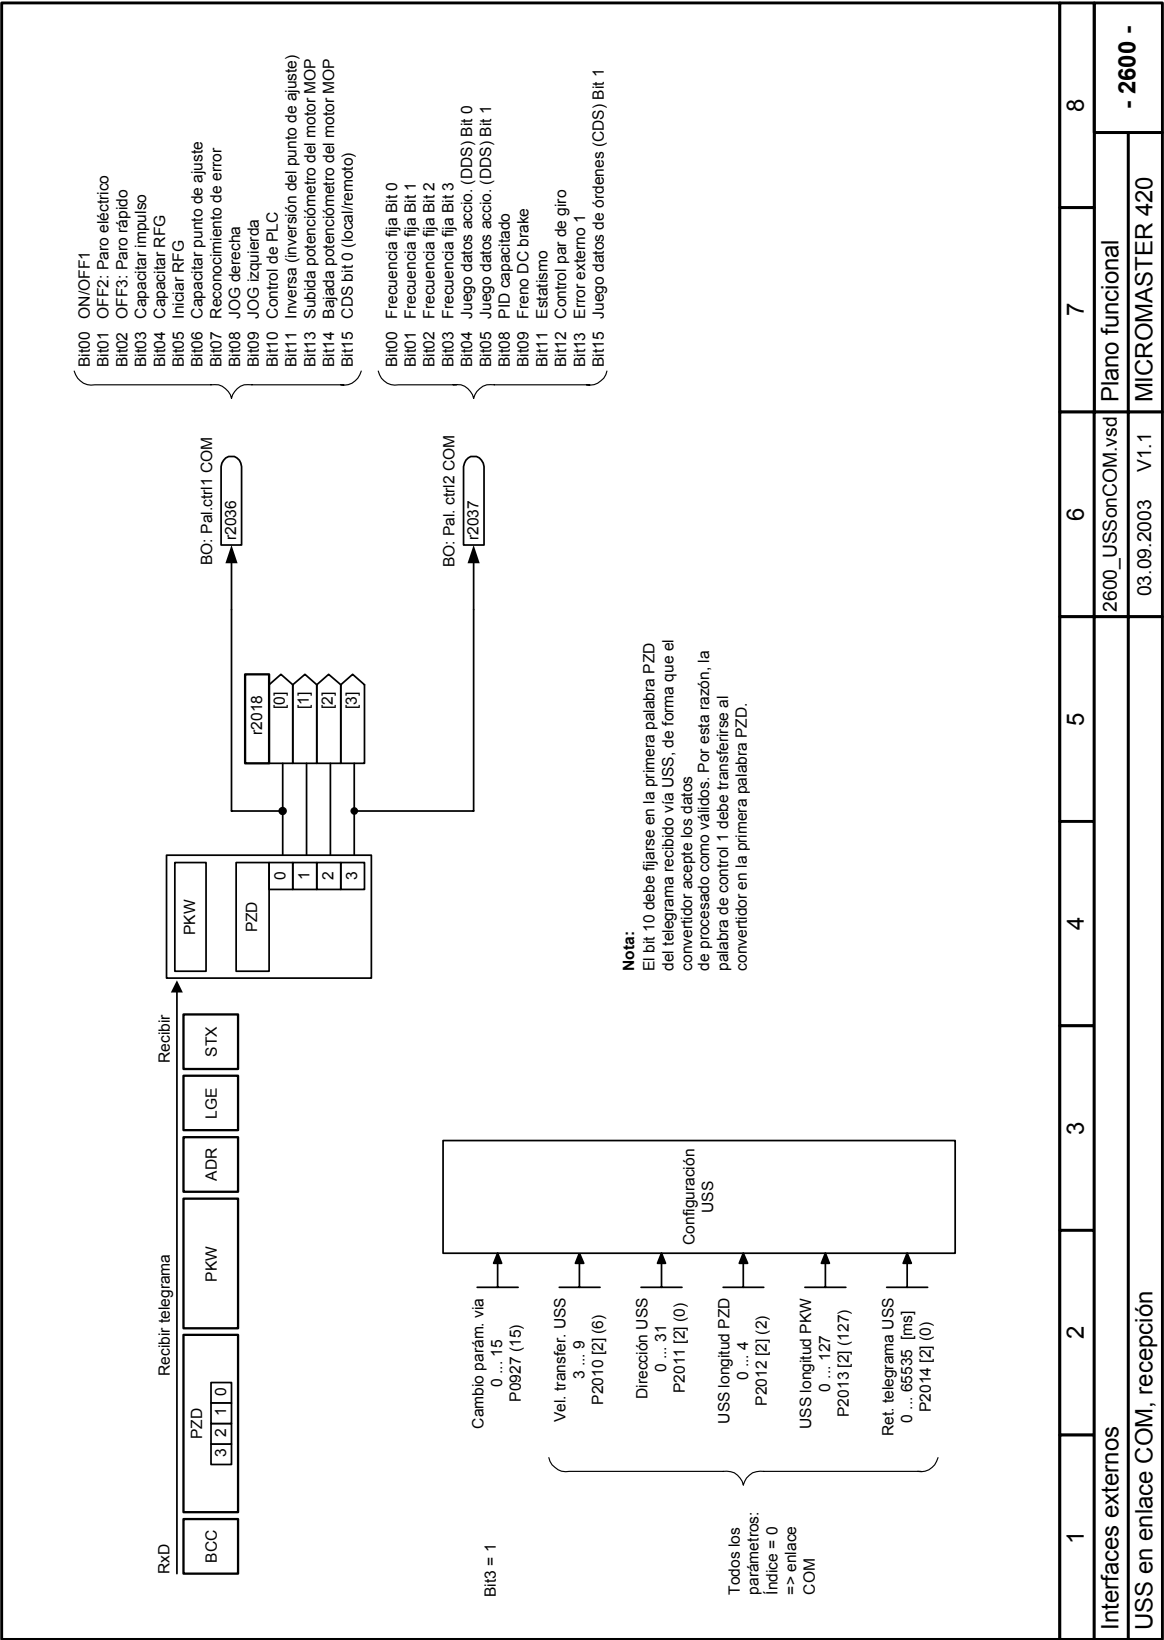 RxD
Recibir telegrama
Recibir
BCC
PZD
3 2 1 0
PKW
ADR
LGE
STX
PKW
PZD
0
1
2
3
r2018
[0]
[1]
[2]
[3]
BO: Pal.ctrl1 COM
r2036
BO: Pal. ctrl2 COM
r2037
Bit00 ON/OFF1
Bit01 OFF2: Paro eléctrico
Bit02 OFF3: Paro rápido
Bit03 Capacitar impulso
Bit04 Capacitar RFG
Bit05 Iniciar RFG
Bit06 Capacitar punto de ajuste
Bit07 Reconocimiento de error
Bit08 JOG derecha
Bit09 JOG izquierda
Bit10 Control de PLC
Bit11 Inversa (inversión del punto de ajuste)
Bit13 Subida potenciómetro del motor MOP
Bit14 Bajada potenciómetro del motor MOP
Bit15 CDS bit 0 (local/remoto)
Bit00 Frecuencia fija Bit 0
Bit01 Frecuencia fija Bit 1
Bit02 Frecuencia fija Bit 2
Bit03 Frecuencia fija Bit 3
Bit04 Juego datos accio. (DDS) Bit 0
Bit05 Juego datos accio. (DDS) Bit 1
Bit08 PID capacitado
Bit09 Freno DC brake
Bit11 Estatismo
Bit12 Control par de giro
Bit13 Error externo 1
Bit15 Juego datos de órdenes (CDS) Bit 1
Bit3 = 1
Todos los
parámetros:
Índice = 0
=> enlace
COM
Cambio parám. via
0 ... 15
P0927 (15)
Vel. transfer. USS
3 ... 9
P2010 [2] (6)
Dirección USS
0 ... 31
P2011 [2] (0)
USS longitud PZD
0 ... 4
P2012 [2] (2)
USS longitud PKW
0 ... 127
P2013 [2] (127)
Ret. telegrama USS
0 ... 65535 [ms]
P2014 [2] (0)
Configuración
USS
Nota:
El bit 10 debe fijarse en la primera palabra PZD
del telegrama recibido vía USS, de forma que el
convertidor acepte los datos
de procesado como válidos. Por esta razón, la
palabra de control 1 debe transferirse al
convertidor en la primera palabra PZD.
1 2 3 4 5 6 7 8
Interfaces externos
2600_USSonCOM.vsd
Plano funcional
- 2600 -
USS en enlace COM, recepción
03.09.2003 V1.1
MICROMASTER 420